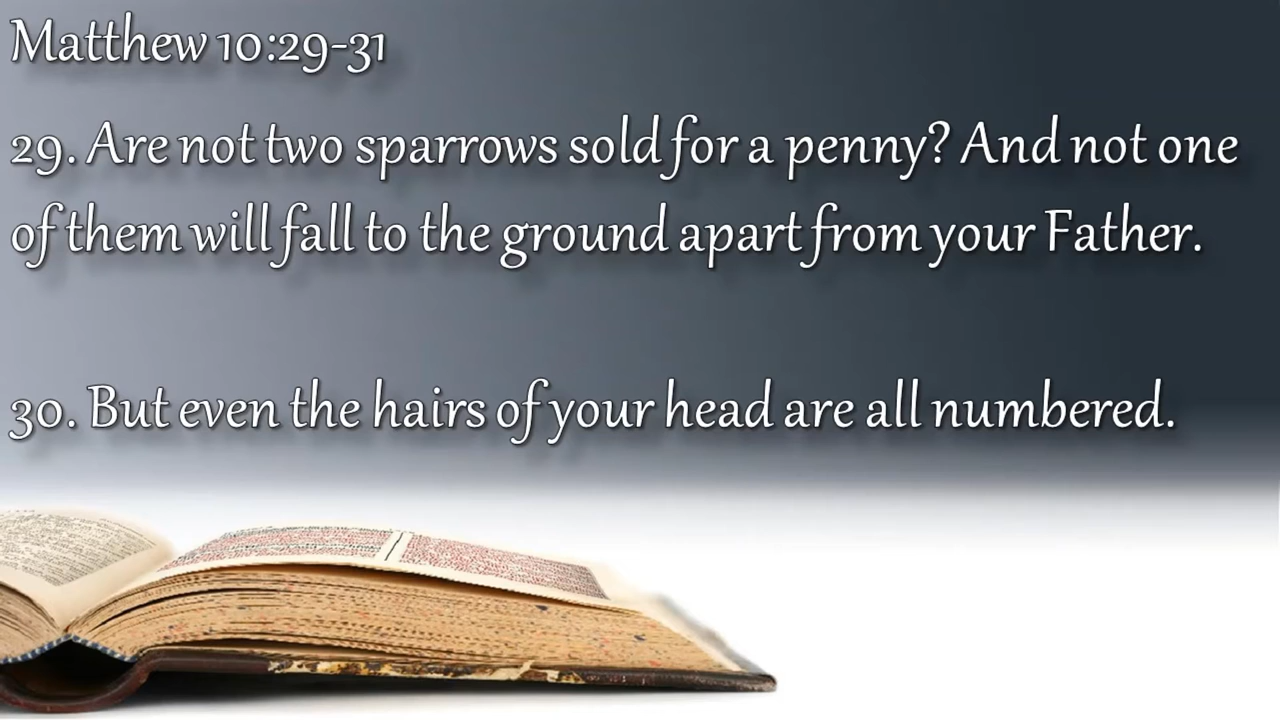 Matthew 10:29-31
29. Are not two sparrows sold for a penny? And not one
of them will fall to the ground apart from your Father.
30. But even the hairs of your head are all numbered.